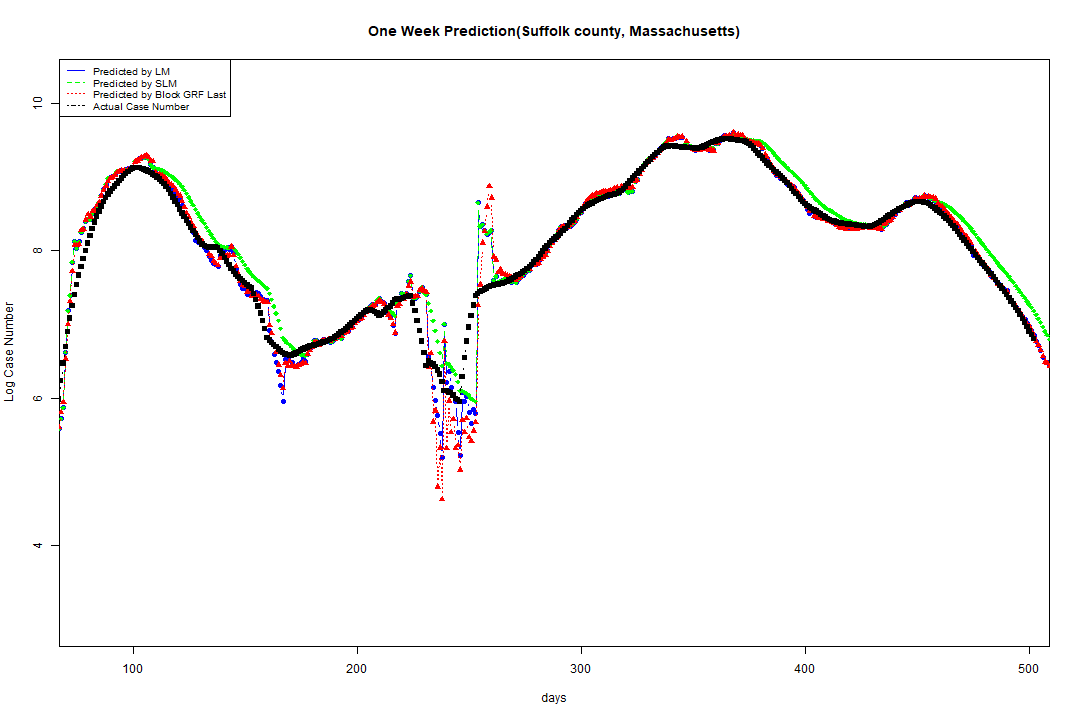 One Week Prediction(Suffolk county, Massachusetts)
Predicted by LM
Predicted by SLM
Predicted by Block GRF Last
Actual Case Number
10
8
6
4
Log Case Number
100 200 300 400 500
days